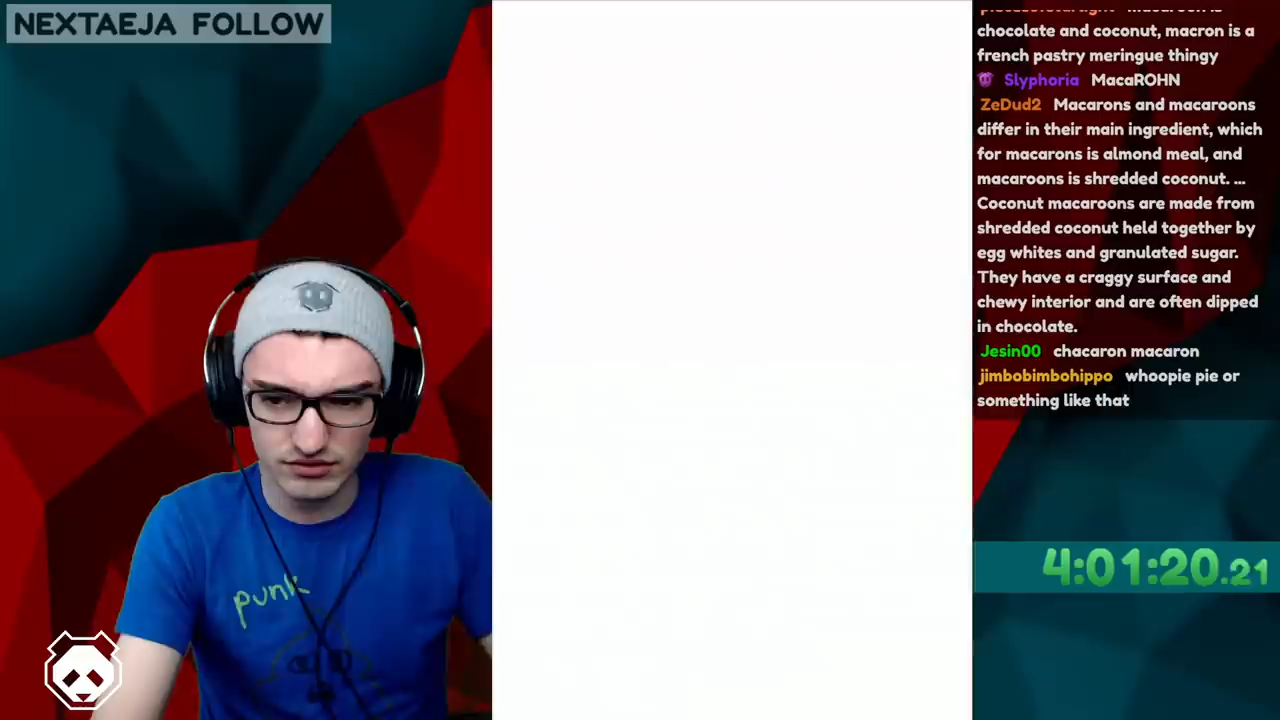 NEXTAEJA FOLLOW
chocolate and coconut, macron is a
french pastry meringue thingy
Slyphoria MacaROHN
ZeDud2 Macarons and macaroons
differ in their main ingredient, which
for macarons is almond meal, and
macaroons is shredded coconut. ...
Coconut macaroons are made from
shredded coconut held together by
egg whites and granulated sugar.
They have a craggy surface and
chewy interior and are often dipped
in chocolate.
Jesin00 chacaron macaron
jimbobimbohippo whoopie pie or
something like that
punk
4:01:20.21